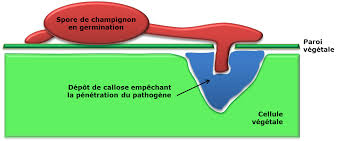 Spore de champignon
en germination
Paroi
végétale
Dépôt de callose empêchant
la pénétration du pathogène
Cellule
végétale